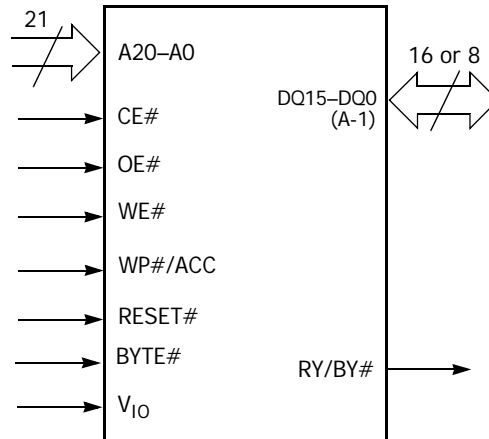 21
A20–A0
16 or 8
DQ15–DQ0
(A-1)
CE#
OE#
WE#
WP#/ACC
RESET#
BYTE#
RY/BY#
VIO